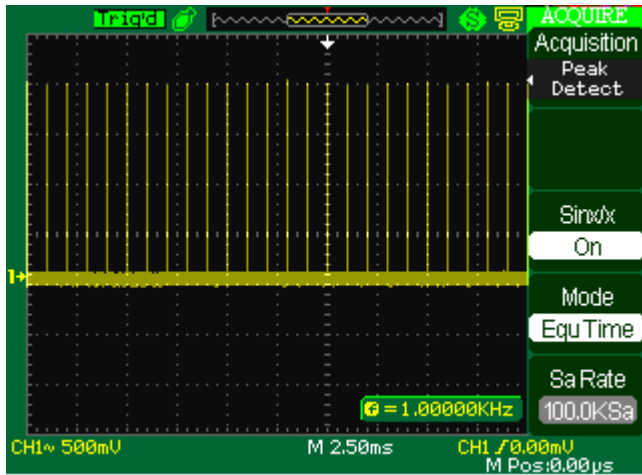 Trig'd
S
ACQUIRE
Acquisition
Peak
Detect
Sinx/x
On
Mode
EquTime
Sa Rate
100.0KSa
1
f = 1.00000KHz
CH1~ 500mV
M 2.50ms
CH1 /0.00mV
M Pos:0.00µs